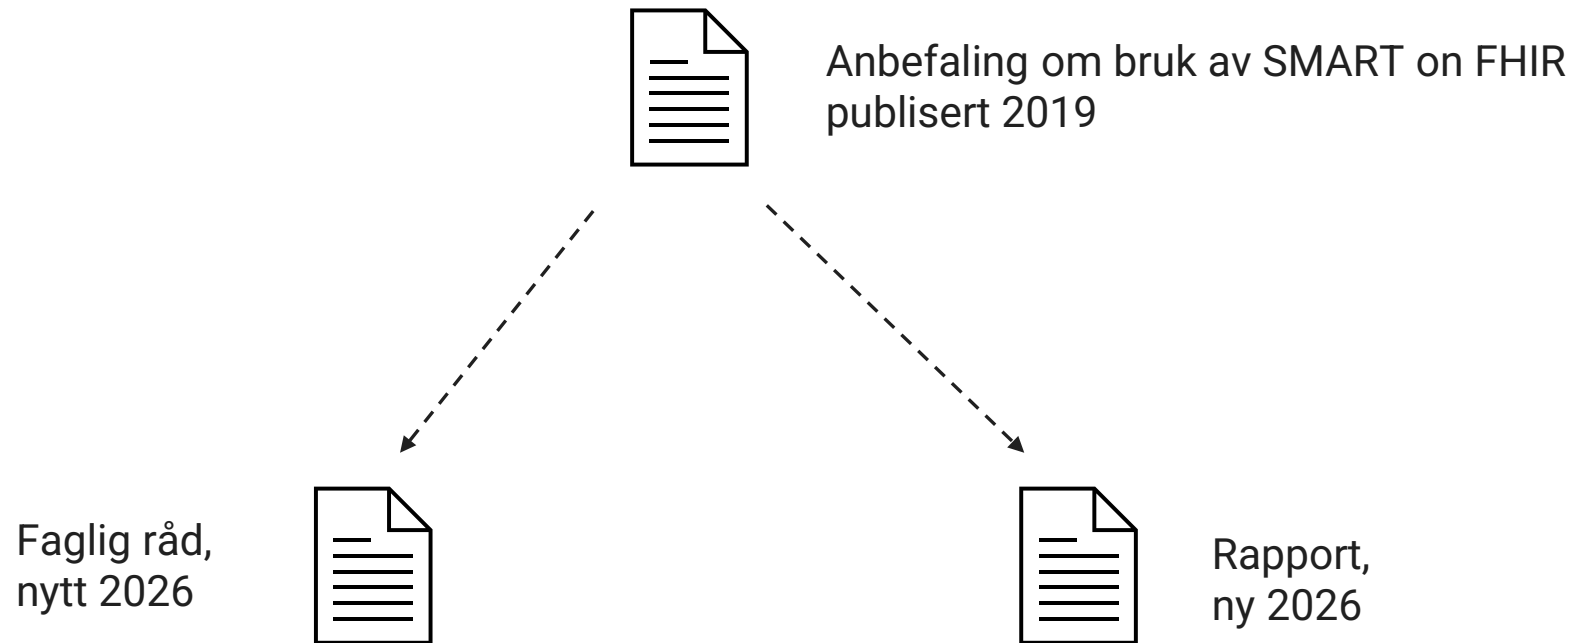 Anbefaling om bruk av SMART on FHIR
publisert 2019
Faglig råd,
nytt 2026
Rapport,
ny 2026